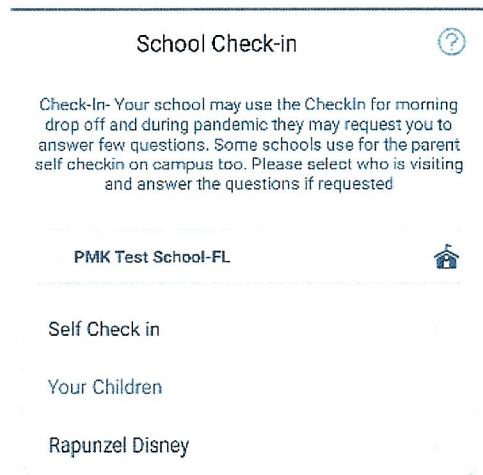 School Check-in
?
Check-In- Your school may use the CheckIn for morning
drop off and during pandemic they may request you to
answer few questions. Some schools use for the parent
self checkin on campus too. Please select who is visiting
and answer the questions if requested
PMK Test School-FL
Self Check in
Your Children
Rapunzel Disney